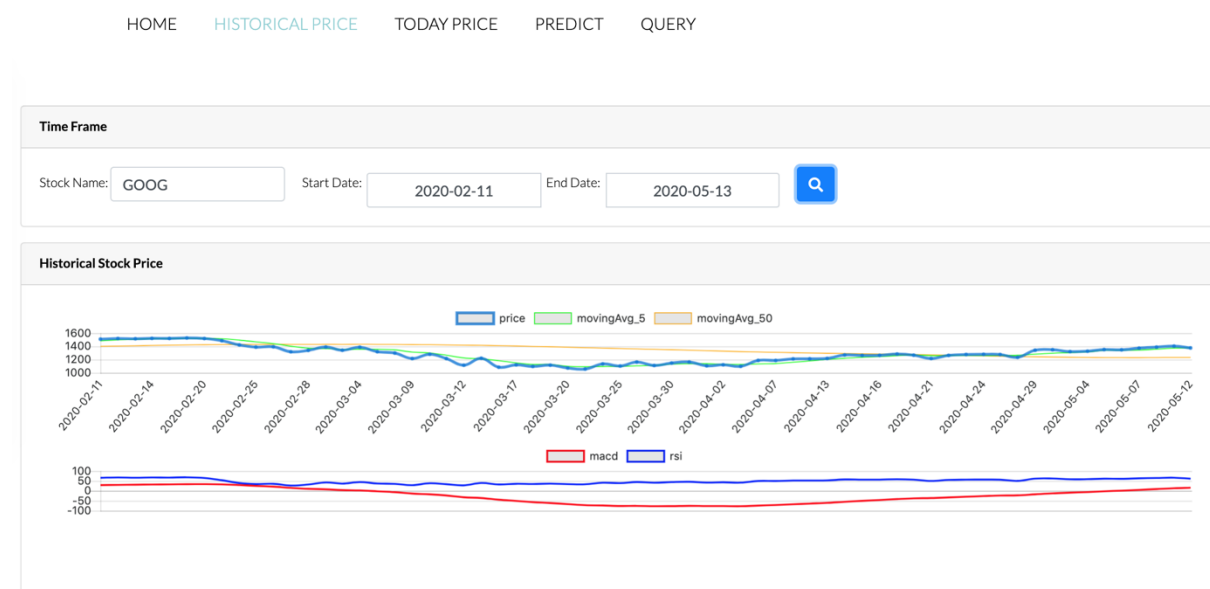 HOME HISTORICAL PRICE TODAY PRICE PREDICT QUERY
Time Frame
Stock Name: GOOG Start Date: 2020-02-11 End Date: 2020-05-13
Historical Stock Price
price movingAvg_5 movingAvg_50
1600
1400
1200
1000
2020-02-11 2020-02-14 2020-02-20 2020-02-25 2020-02-28 2020-03-04 2020-03-09 2020-03-12 2020-03-17 2020-03-20 2020-03-25 2020-03-30 2020-04-02 2020-04-07 2020-04-13 2020-04-16 2020-04-21 2020-04-24 2020-04-29 2020-05-04 2020-05-07 2020-05-12
macd rsi
100
50
0
-50
-100